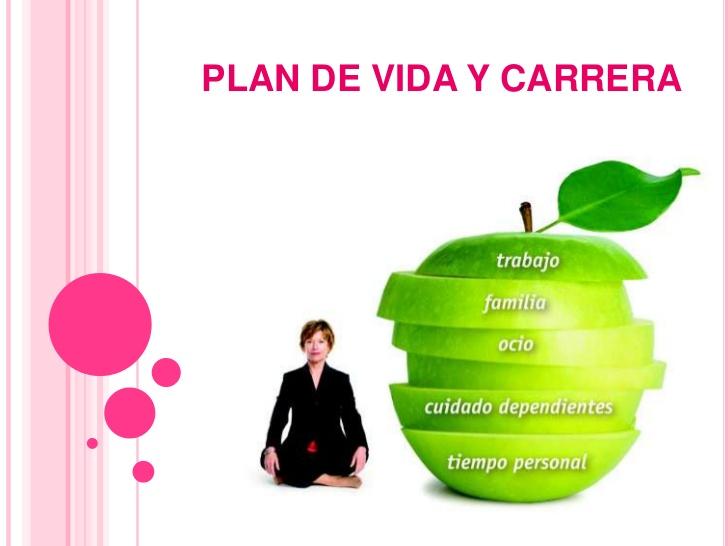 PLAN DE VIDA Y CARRERA
trabajo
familia
ocio
cuidado dependientes
tiempo personal